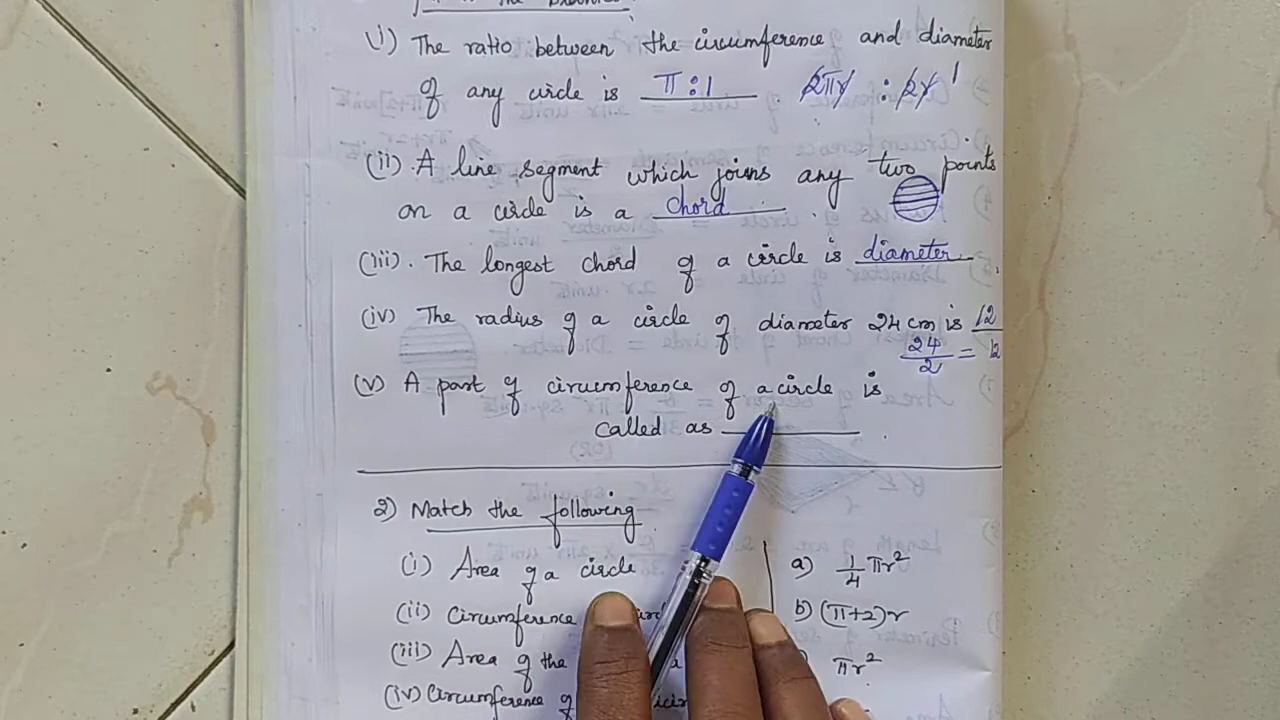 the
(i) The ratio between the circumference and diameter
of any circle is π : 1 . 2πr : 2r 1
(ii). A line segment which joins any two points
on a circle is a chord .
(iii). The longest chord of a circle is diameter .
(iv) The radius of a circle of diameter 24 cm is 12
24/2 = 12
(v) A part of circumference of a circle is
called as ________ .
2) Match the following
(i) Area of a circle
a) 1/4 πr²
(ii) Circumference
b) (π+2)r
(iii) Area of the
πr²
(iv) Circumference of